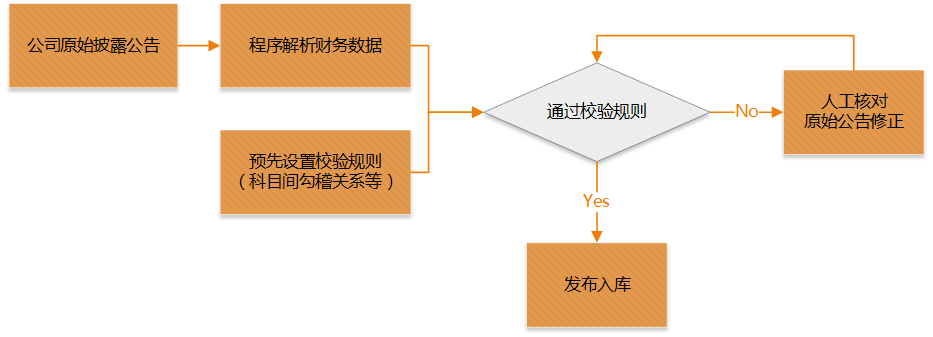 公司原始披露公告
程序解析财务数据
预先设置校验规则
（科目间勾稽关系等）
通过校验规则
No
人工核对
原始公告修正
Yes
发布入库